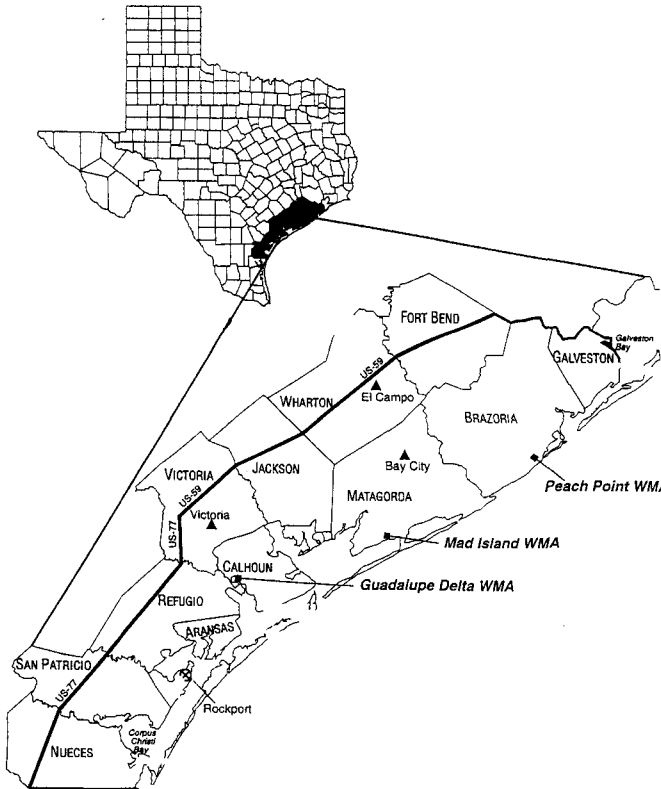 FORT BEND
Galveston
Bay
GALVESTON
US-59
El Campo
WHARTON
BRAZORIA
VICTORIA
JACKSON
Bay City
Peach Point WMA
MATAGORDA
US-59
Victoria
US-77
Mad Island WMA
CALHOUN
Guadalupe Delta WMA
REFUGIO
ARANSAS
SAN PATRICIO
US-77
Rockport
Corpus
Christi
Bay
NUECES